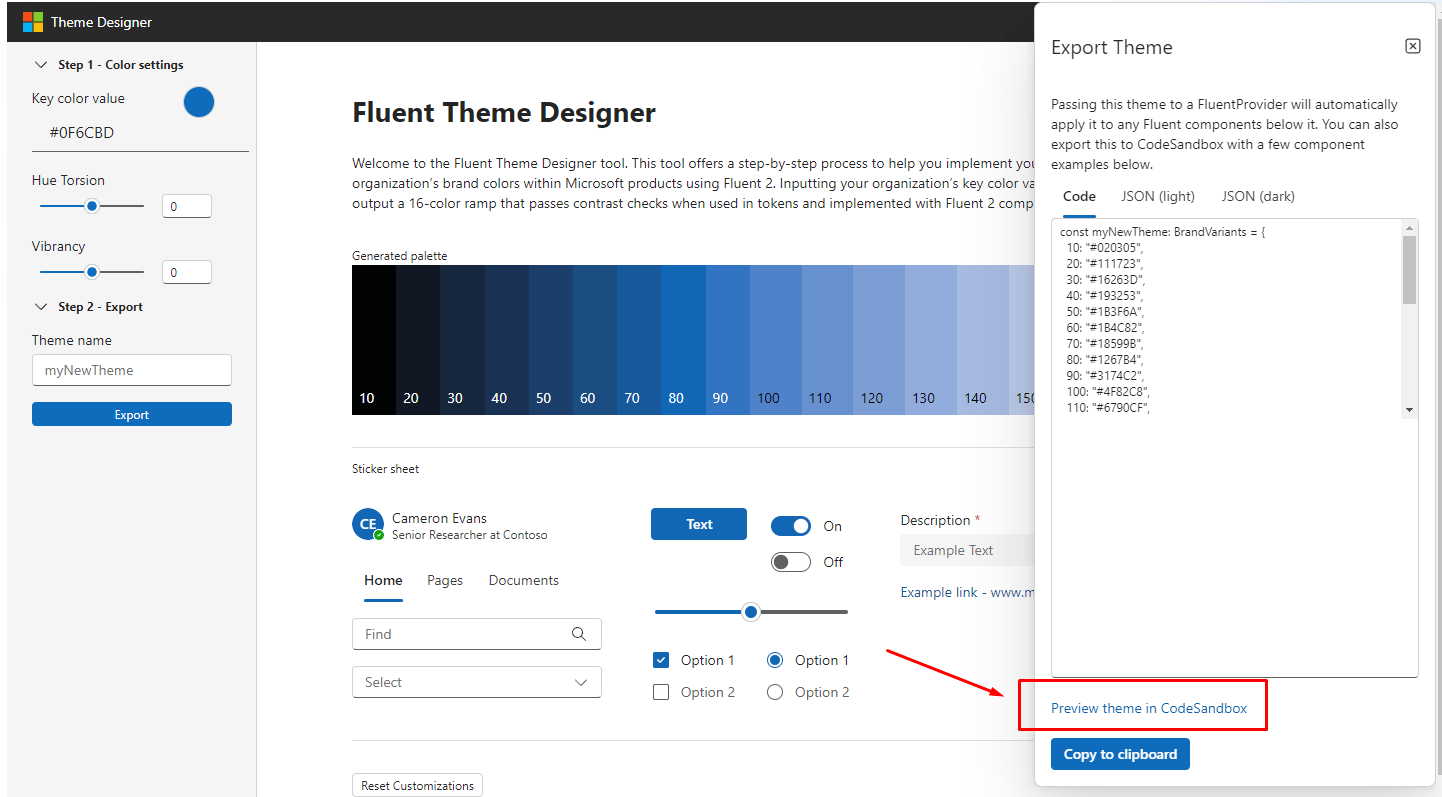 Theme Designer
Step 1 - Color settings
Key color value
#0F6CBD
Hue Torsion
0
Vibrancy
0
Step 2 - Export
Theme name
myNewTheme
Export
Fluent Theme Designer
Welcome to the Fluent Theme Designer tool. This tool offers a step-by-step process to help you implement you
organization's brand colors within Microsoft products using Fluent 2. Inputting your organization's key color va
output a 16-color ramp that passes contrast checks when used in tokens and implemented with Fluent 2 comp
Generated palette
10 20 30 40 50 60 70 80 90 100 110 120 130 140 150
Sticker sheet
CE
Cameron Evans
Senior Researcher at Contoso
Home Pages Documents
Find
Select
Text
On
Off
Option 1 Option 1
Option 2 Option 2
Description *
Example Text
Example link - www.m
Reset Customizations
Export Theme
Passing this theme to a FluentProvider will automatically
apply it to any Fluent components below it. You can also
export this to CodeSandbox with a few component
examples below.
Code JSON (light) JSON (dark)
const myNewTheme: BrandVariants = {
10: "#020305",
20: "#111723",
30: "#16263D",
40: "#193253",
50: "#1B3F6A",
60: "#1B4C82",
70: "#18599B",
80: "#1267B4",
90: "#3174C2",
100: "#4F82C8",
110: "#6790CF",
Preview theme in CodeSandbox
Copy to clipboard